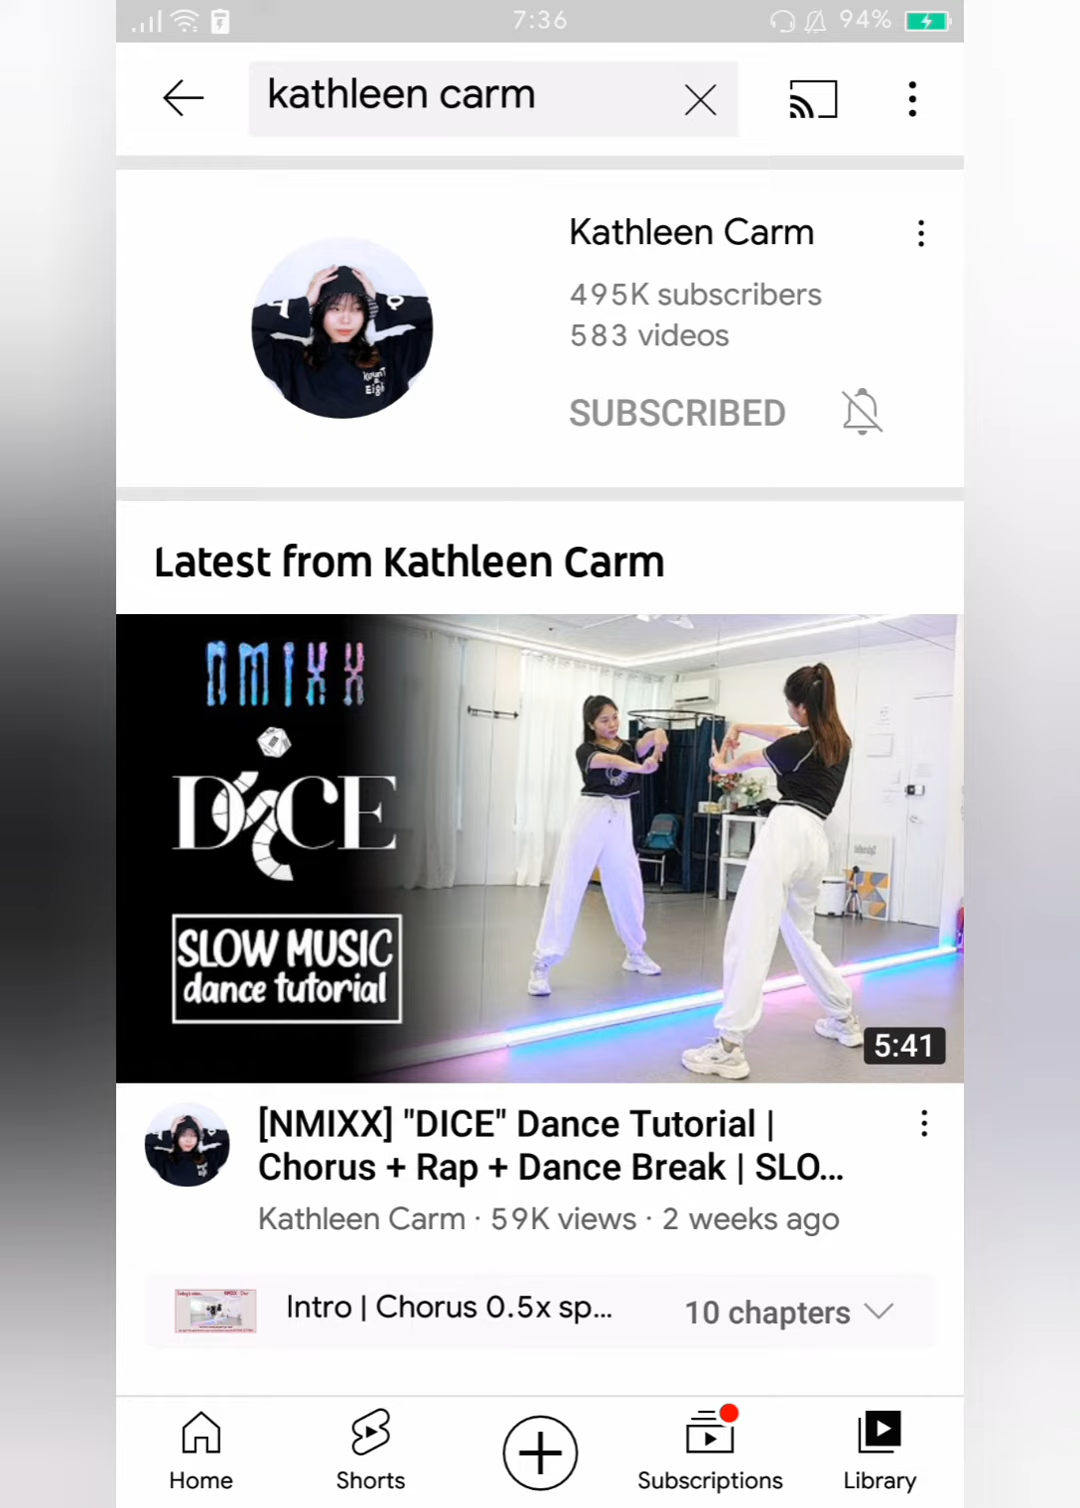 7:36
94%
kathleen carm
Kathleen Carm
495K subscribers
583 videos
SUBSCRIBED
Latest from Kathleen Carm
NMIXX
DICE
SLOW MUSIC
dance tutorial
5:41
[NMIXX] "DICE" Dance Tutorial |
Chorus + Rap + Dance Break | SLO...
Kathleen Carm · 59K views · 2 weeks ago
Intro | Chorus 0.5x sp...
10 chapters
Home
Shorts
Subscriptions
Library